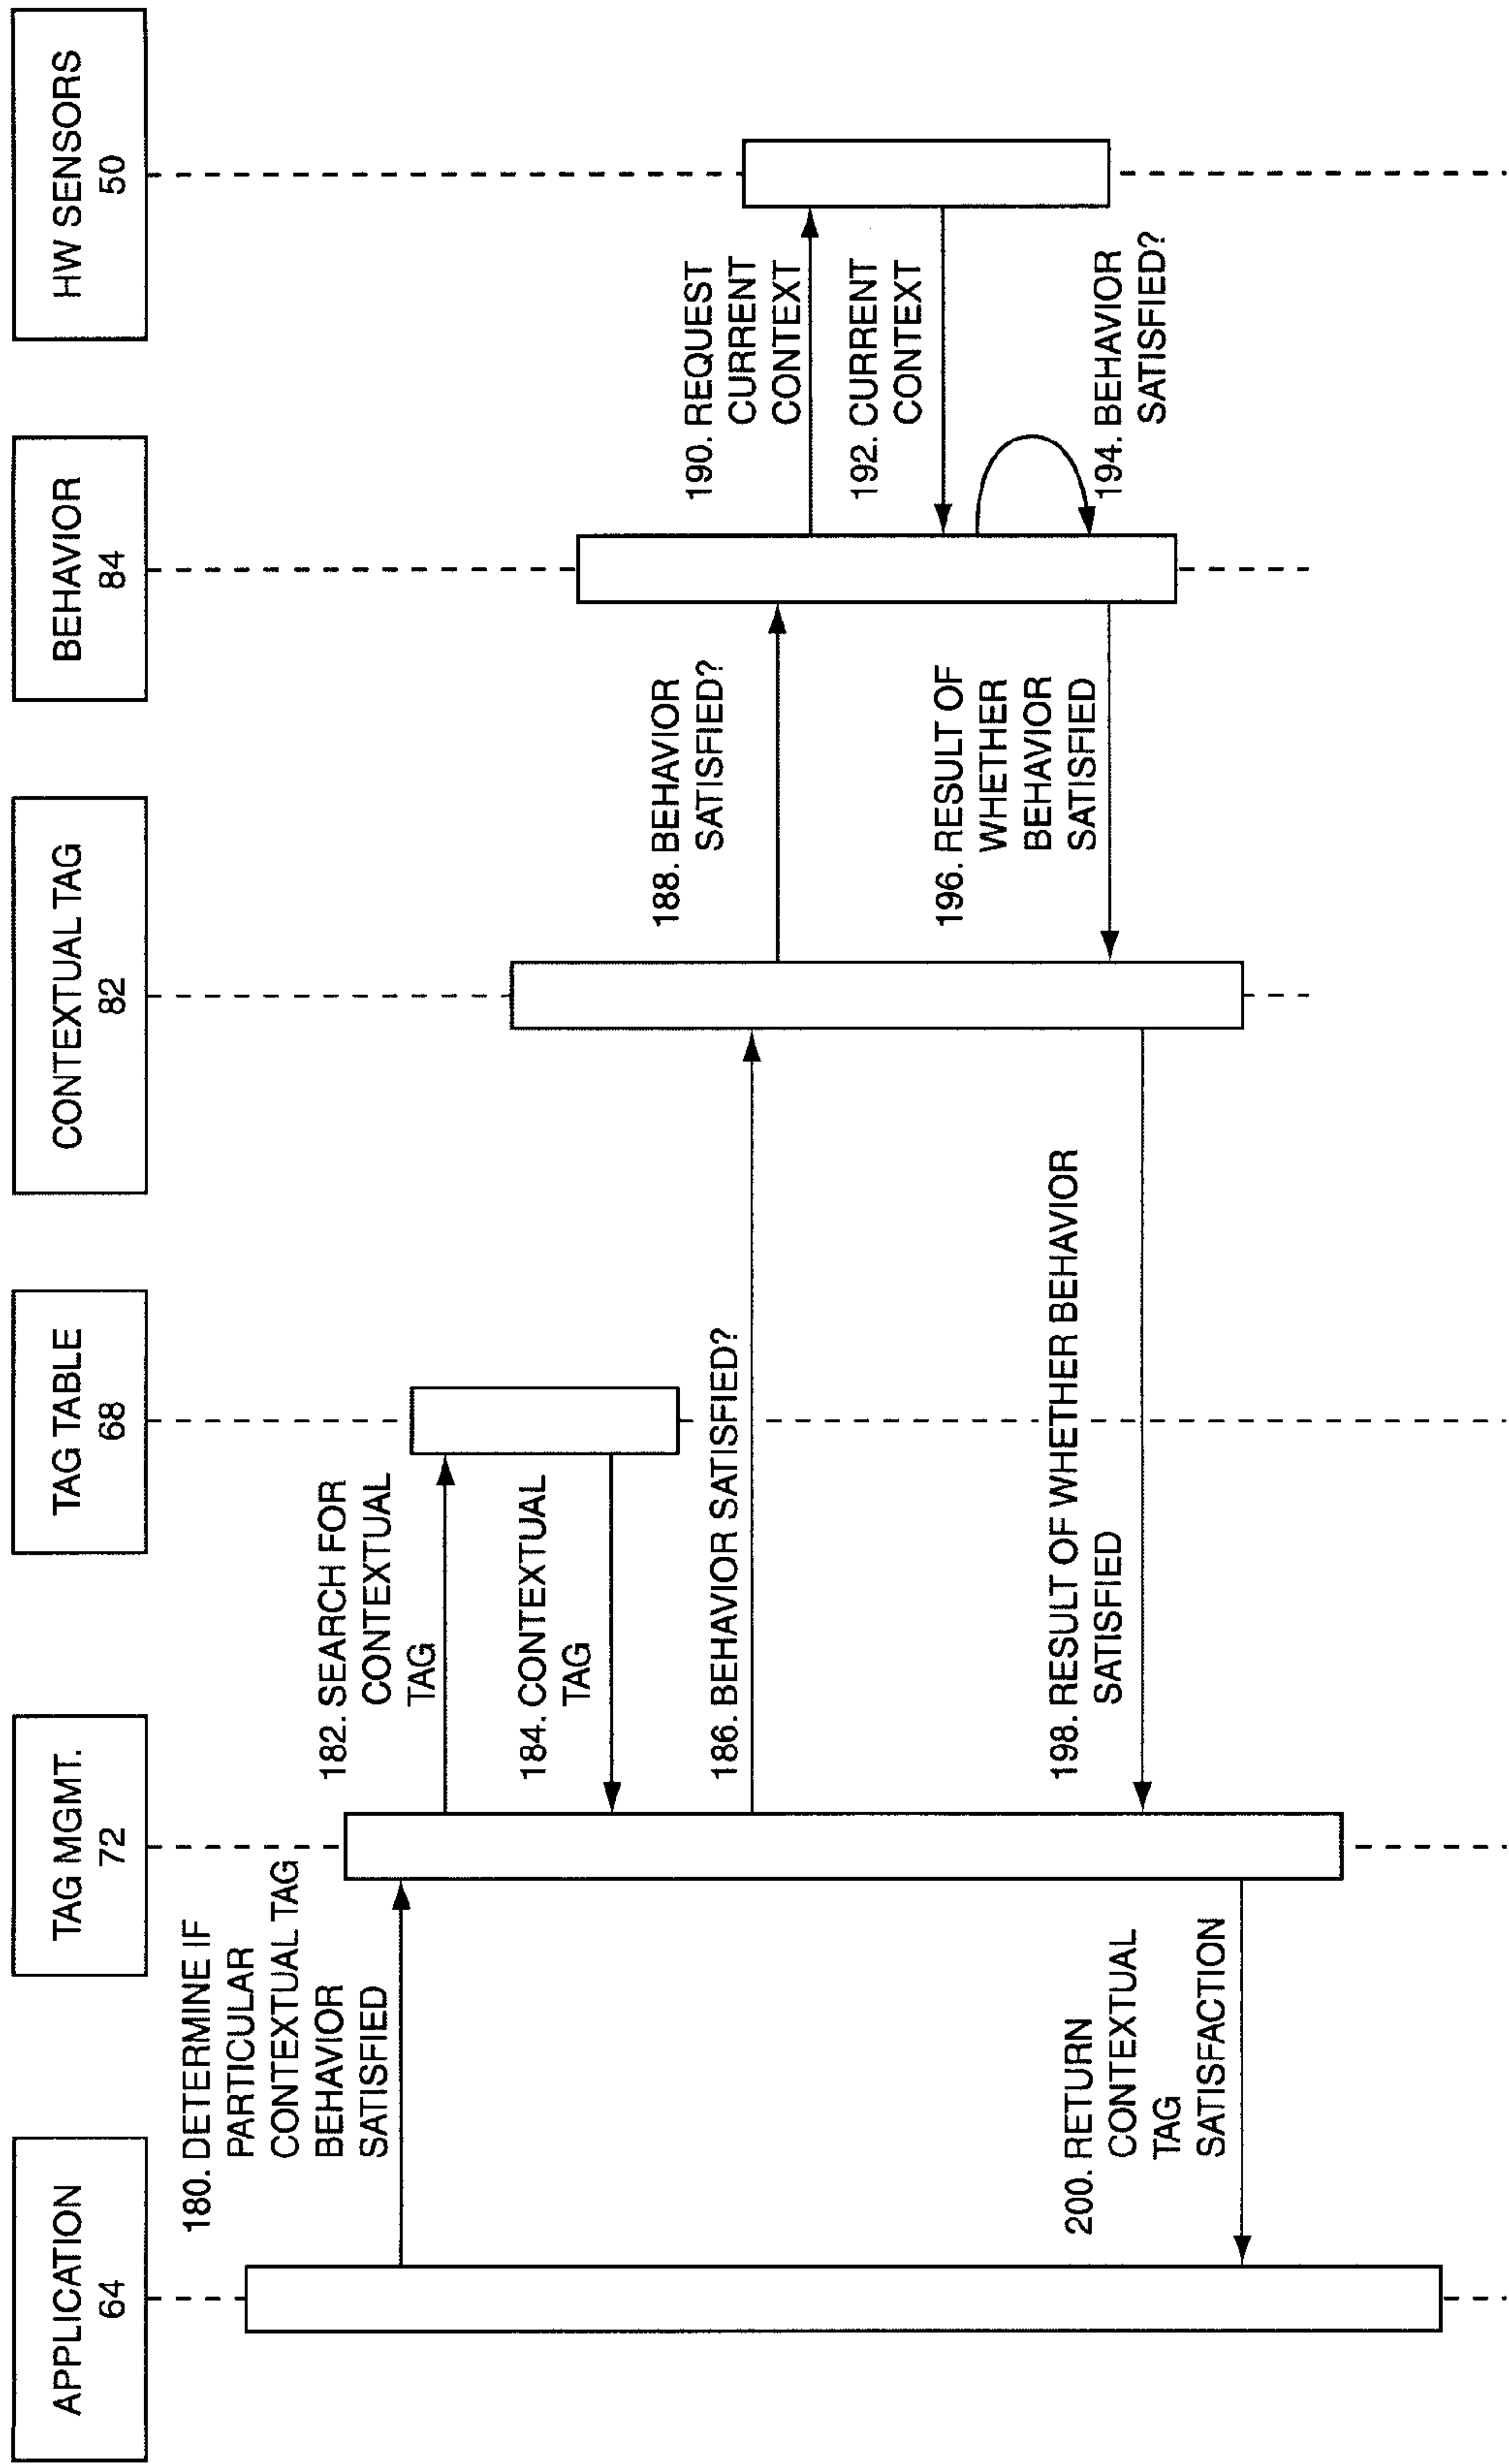 APPLICATION
64
TAG MGMT.
72
TAG TABLE
68
CONTEXTUAL TAG
82
BEHAVIOR
84
HW SENSORS
50
180. DETERMINE IF
PARTICULAR
CONTEXTUAL TAG
BEHAVIOR
SATISFIED
182. SEARCH FOR
CONTEXTUAL
TAG
184. CONTEXTUAL
TAG
186. BEHAVIOR SATISFIED?
188. BEHAVIOR
SATISFIED?
190. REQUEST
CURRENT
CONTEXT
192. CURRENT
CONTEXT
194. BEHAVIOR
SATISFIED?
196. RESULT OF
WHETHER
BEHAVIOR
SATISFIED
198. RESULT OF WHETHER BEHAVIOR
SATISFIED
200. RETURN
CONTEXTUAL
TAG
SATISFACTION